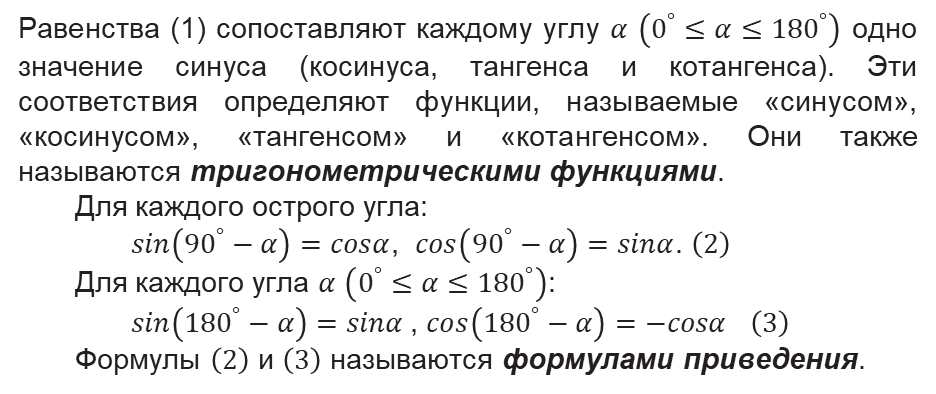 Равенства (1) сопоставляют каждому углу α (0° ≤ α ≤ 180°) одно
значение синуса (косинуса, тангенса и котангенса). Эти
соответствия определяют функции, называемые «синусом»,
«косинусом», «тангенсом» и «котангенсом». Они также
называются тригонометрическими функциями.
Для каждого острого угла:
sin(90° − α) = cosα, cos(90° − α) = sinα. (2)
Для каждого угла α (0° ≤ α ≤ 180°):
sin(180° − α) = sinα , cos(180° − α) = −cosα (3)
Формулы (2) и (3) называются формулами приведения.